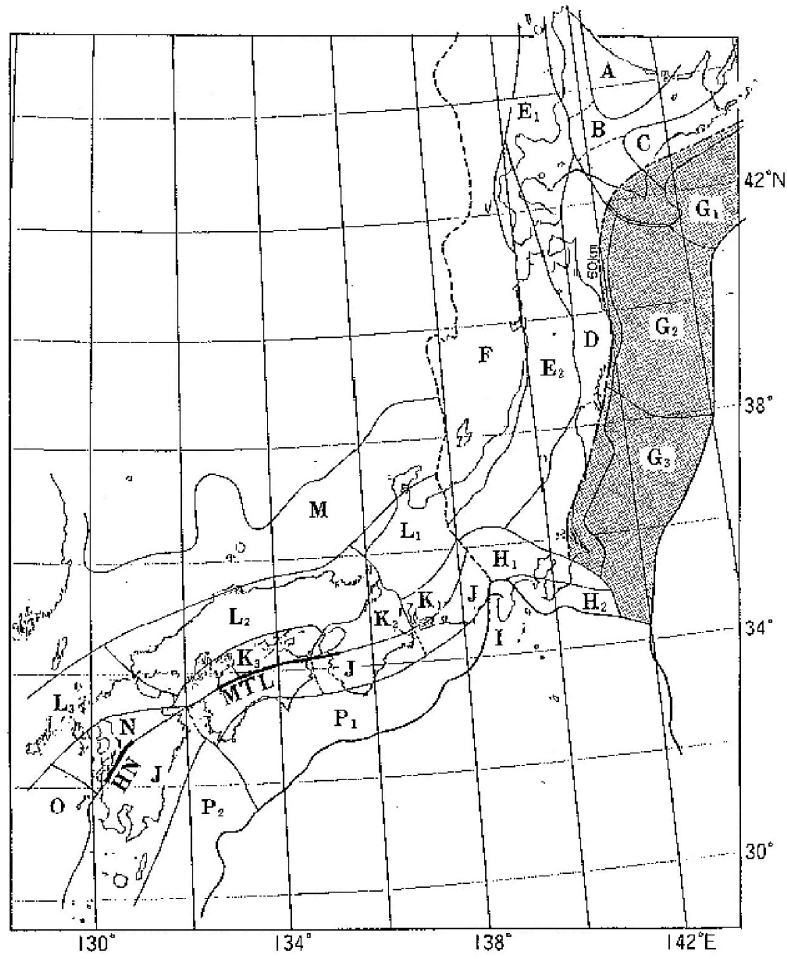 A
E₁
B
C
42°N
G₁
60km
G₂
F
E₂
D
38°
G₃
M
L₁
H₁
H₂
K₁
J
K₂
I
34°
L₂
K₃
J
MTL
L₃
P₁
N
HN
J
O
P₂
30°
130° 134° 138° 142°E